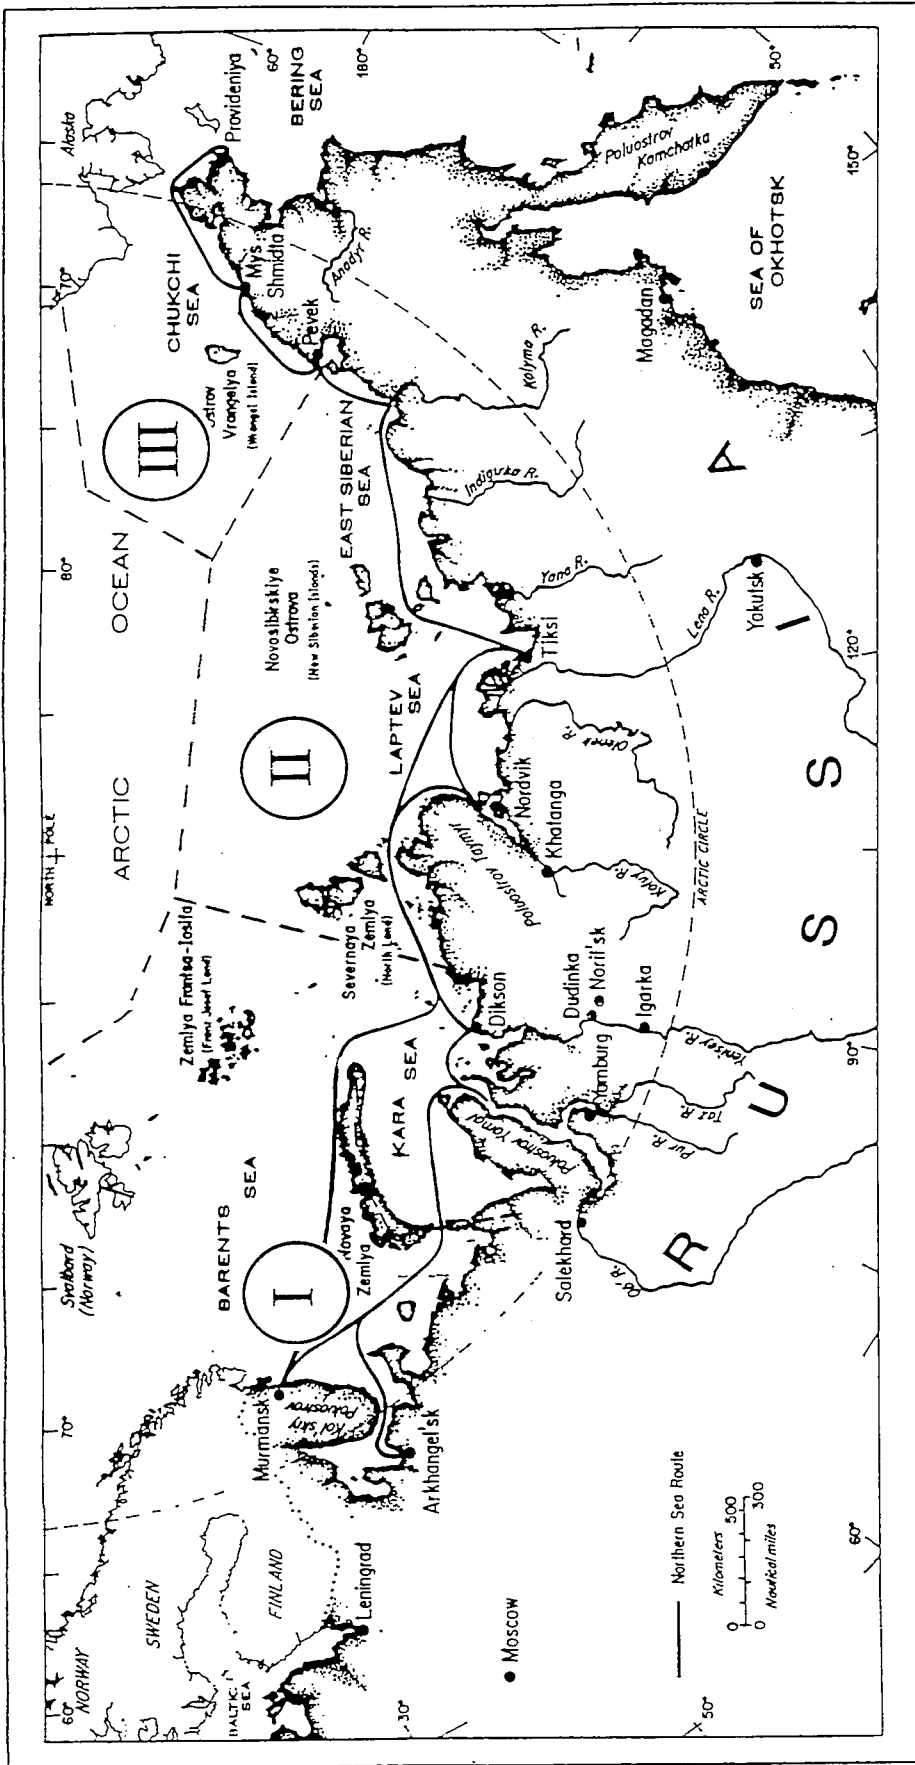 Alaska
Provideniya
60°
BERING
SEA
180°
50°
70°
CHUKCHI
SEA
Mys
Shmidta
Anadyr R.
Poluostrov
Kamchatka
150°
III
Ostrov
Vrangelya
(Wrangel Island)
Pevek
Kolyma R.
Magadan
SEA OF
OKHOTSK
EAST SIBERIAN
SEA
Indigirka R.
80°
OCEAN
Novosibirskiye
Ostrova
(New Siberian Islands)
Yana R.
Lena R.
Yakutsk
Tiksi
120°
LAPTEV
SEA
II
Olenek R.
Nordvik
Khatanga
Poluostrov Taymyr
Kotuy R.
ARCTIC CIRCLE
NORTH POLE
ARCTIC
Zemlya Frantsa-Iosifa
(Franz Josef Land)
Severnaya
Zemlya
(North Land)
Dikson
Dudinka
Noril'sk
Igarka
Yenisey R.
90°
KARA SEA
Yamburg
Taz R.
Pur R.
Poluostrov Yamal
Svalbard
(Norway)
BARENTS
SEA
Novaya
Zemlya
Salekhard
Ob' R.
R U S S I A
I
70°
Murmansk
Kol'skiy
Poluostrov
Arkhangel'sk
NORWAY
SWEDEN
FINLAND
Leningrad
BALTIC
SEA
60°
30°
Moscow
50°
60°
Northern Sea Route
Kilometers
0 500
0 300
Nautical miles